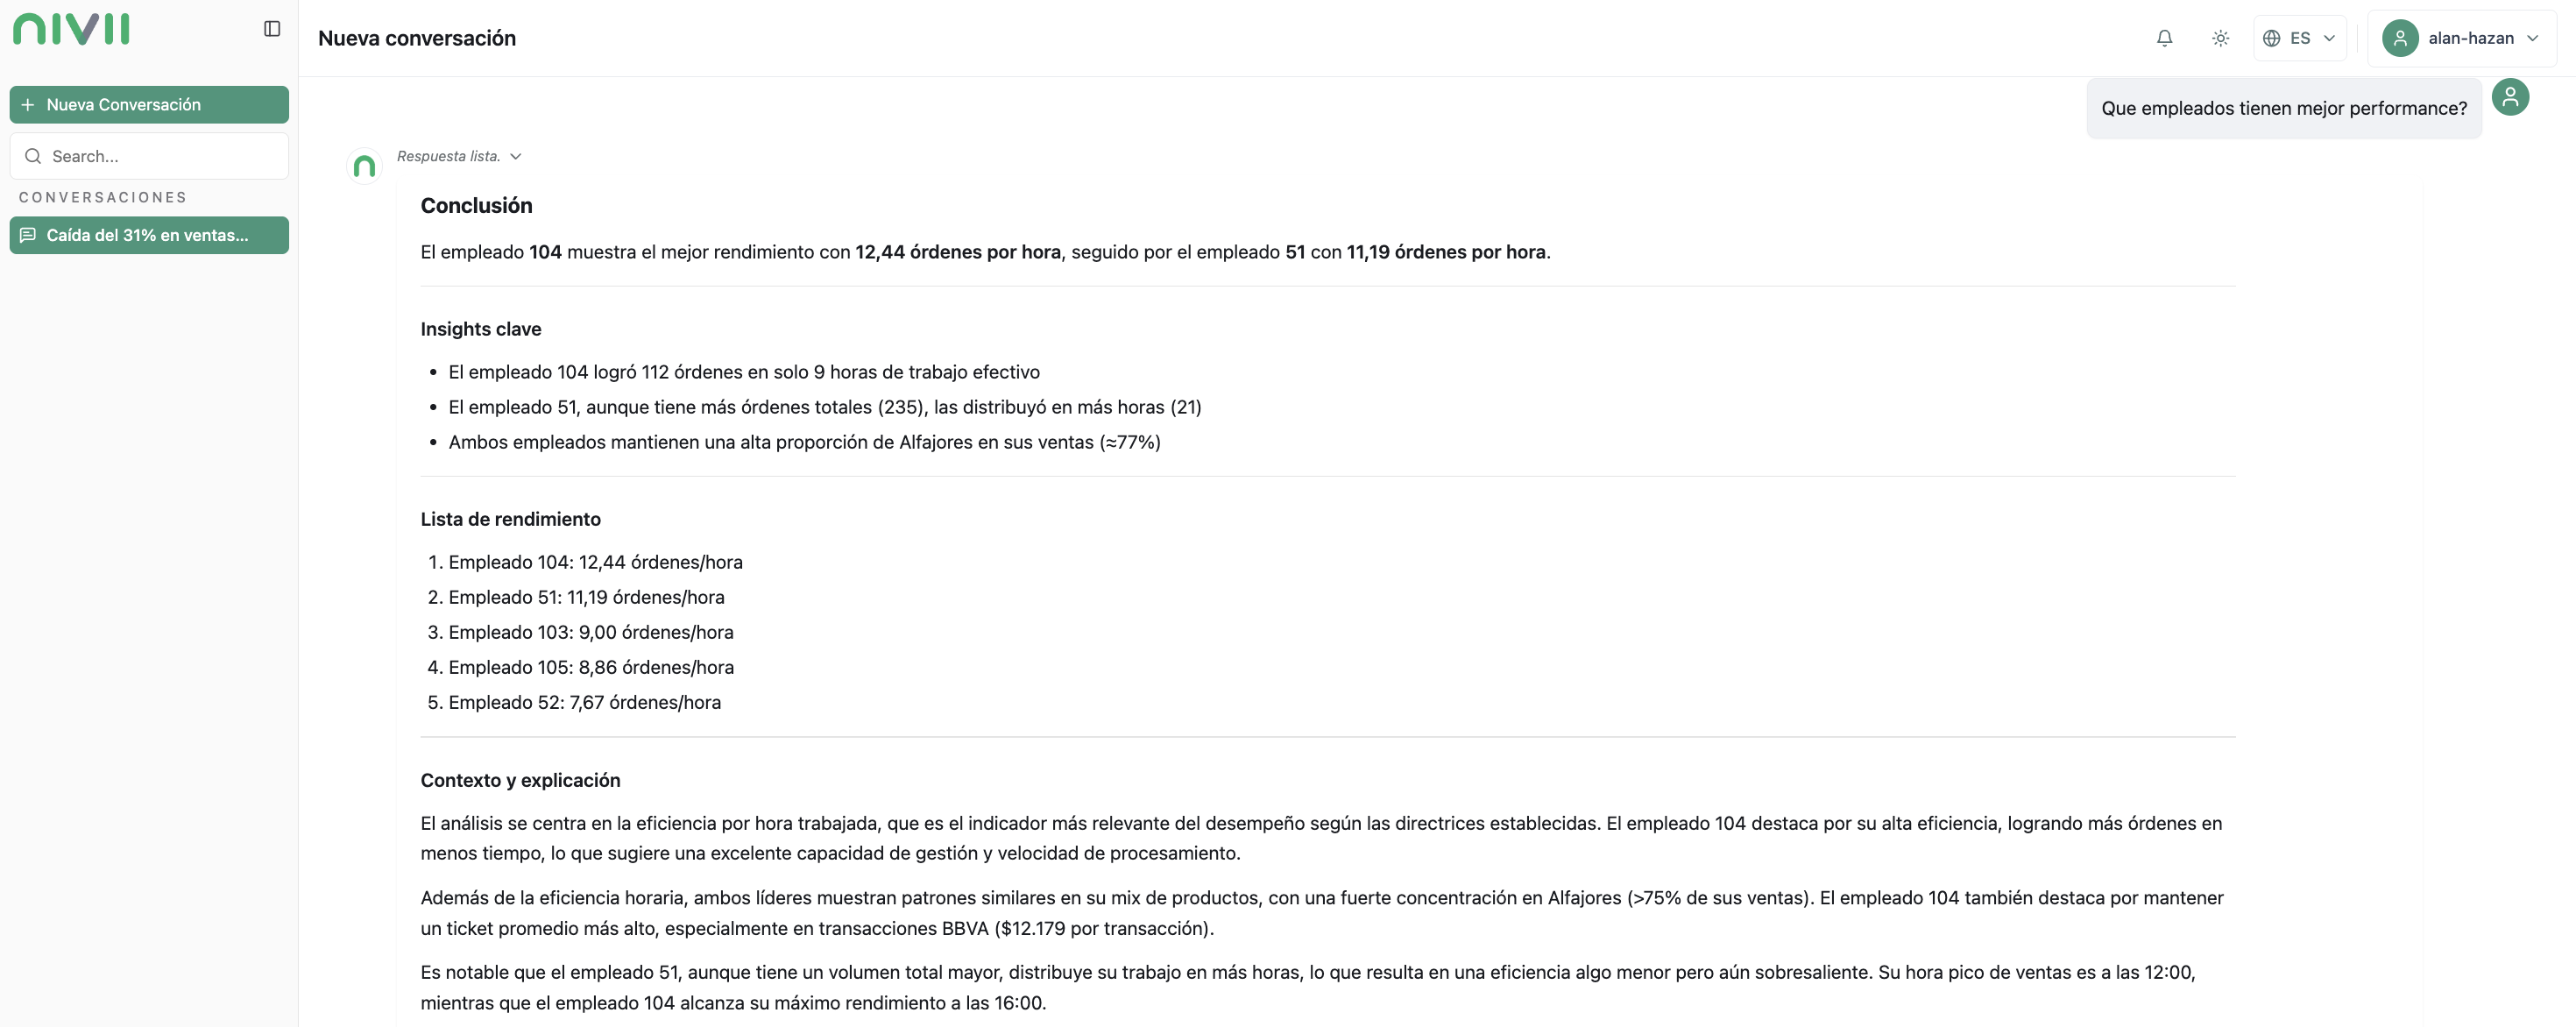 nivii
Nueva conversación
ES
alan-hazan
Nueva Conversación
Search...
CONVERSACIONES
Caída del 31% en ventas...
Que empleados tienen mejor performance?
Respuesta lista.
Conclusión
El empleado 104 muestra el mejor rendimiento con 12,44 órdenes por hora, seguido por el empleado 51 con 11,19 órdenes por hora.
Insights clave
• El empleado 104 logró 112 órdenes en solo 9 horas de trabajo efectivo
• El empleado 51, aunque tiene más órdenes totales (235), las distribuyó en más horas (21)
• Ambos empleados mantienen una alta proporción de Alfajores en sus ventas (≈77%)
Lista de rendimiento
1. Empleado 104: 12,44 órdenes/hora
2. Empleado 51: 11,19 órdenes/hora
3. Empleado 103: 9,00 órdenes/hora
4. Empleado 105: 8,86 órdenes/hora
5. Empleado 52: 7,67 órdenes/hora
Contexto y explicación
El análisis se centra en la eficiencia por hora trabajada, que es el indicador más relevante del desempeño según las directrices establecidas. El empleado 104 destaca por su alta eficiencia, logrando más órdenes en
menos tiempo, lo que sugiere una excelente capacidad de gestión y velocidad de procesamiento.
Además de la eficiencia horaria, ambos líderes muestran patrones similares en su mix de productos, con una fuerte concentración en Alfajores (>75% de sus ventas). El empleado 104 también destaca por mantener
un ticket promedio más alto, especialmente en transacciones BBVA ($12.179 por transacción).
Es notable que el empleado 51, aunque tiene un volumen total mayor, distribuye su trabajo en más horas, lo que resulta en una eficiencia algo menor pero aún sobresaliente. Su hora pico de ventas es a las 12:00,
mientras que el empleado 104 alcanza su máximo rendimiento a las 16:00.